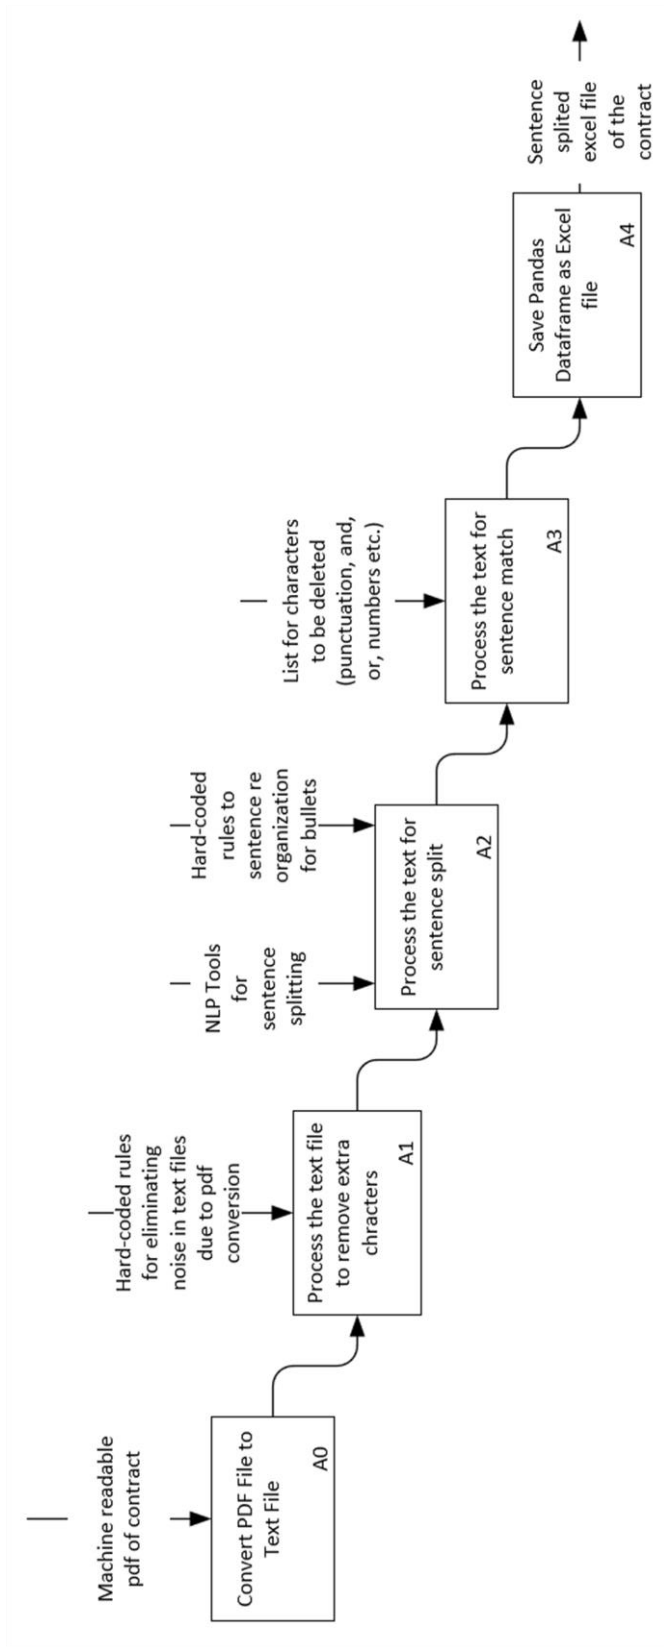 Machine readable
pdf of contract
Convert PDF File to
Text File
A0
Hard-coded rules
for eliminating
noise in text files
due to pdf
conversion
Process the text file
to remove extra
chracters
A1
NLP Tools
for
sentence
splitting
Hard-coded
rules to
sentence re
organization
for bullets
Process the text for
sentence split
A2
List for characters
to be deleted
(punctuation, and,
or, numbers etc.)
Process the text for
sentence match
A3
Save Pandas
Dataframe as Excel
file
A4
Sentence
splited
excel file
of the
contract